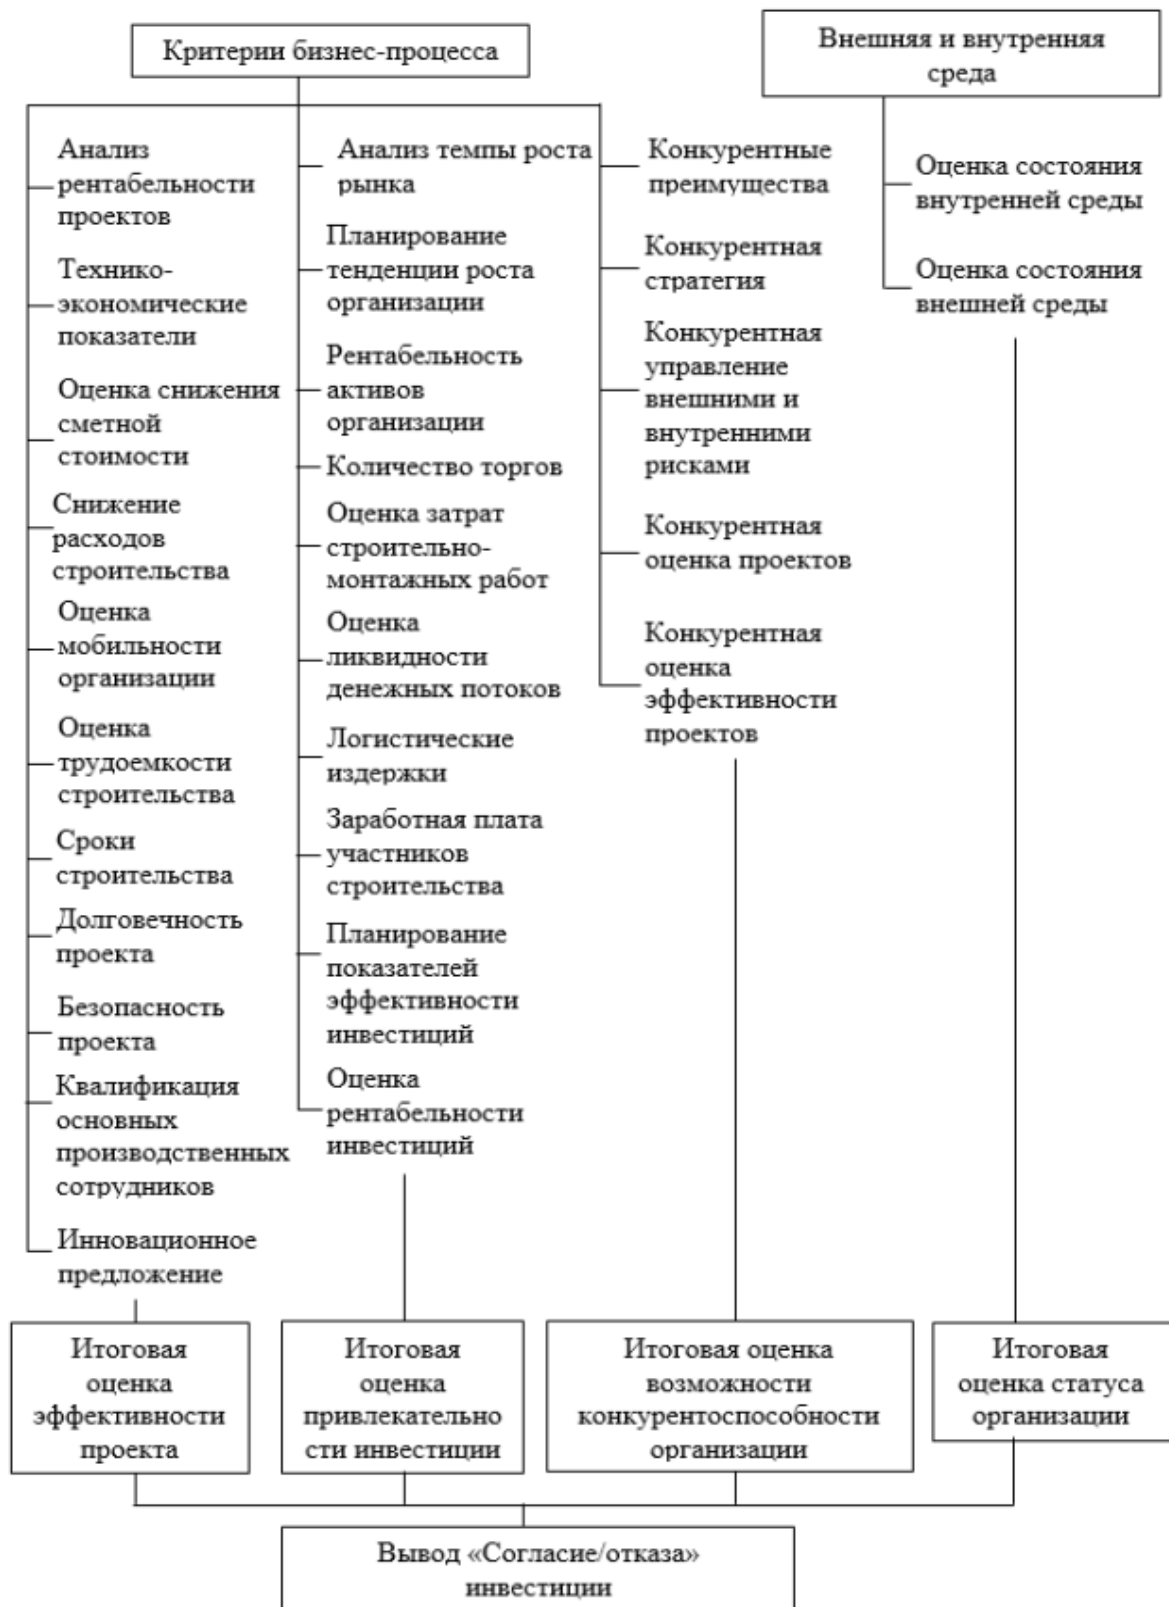 Критерии бизнес-процесса
Внешняя и внутренняя
среда
Анализ
рентабельности
проектов
Технико-
экономические
показатели
Оценка снижения
сметной
стоимости
Снижение
расходов
строительства
Оценка
мобильности
организации
Оценка
трудоемкости
строительства
Сроки
строительства
Долговечность
проекта
Безопасность
проекта
Квалификация
основных
производственных
сотрудников
Инновационное
предложение
Анализ темпы роста
рынка
Планирование
тенденции роста
организации
Рентабельность
активов
организации
Количество торгов
Оценка затрат
строительно-
монтажных работ
Оценка
ликвидности
денежных потоков
Логистические
издержки
Заработная плата
участников
строительства
Планирование
показателей
эффективности
инвестиций
Оценка
рентабельности
инвестиций
Конкурентные
преимущества
Конкурентная
стратегия
Конкурентная
управление
внешними и
внутренними
рисками
Конкурентная
оценка проектов
Конкурентная
оценка
эффективности
проектов
Оценка состояния
внутренней среды
Оценка состояния
внешней среды
Итоговая
оценка
эффективности
проекта
Итоговая
оценка
привлекательно
сти инвестиции
Итоговая оценка
возможности
конкурентоспособности
организации
Итоговая
оценка статуса
организации
Вывод «Согласие/отказа»
инвестиции